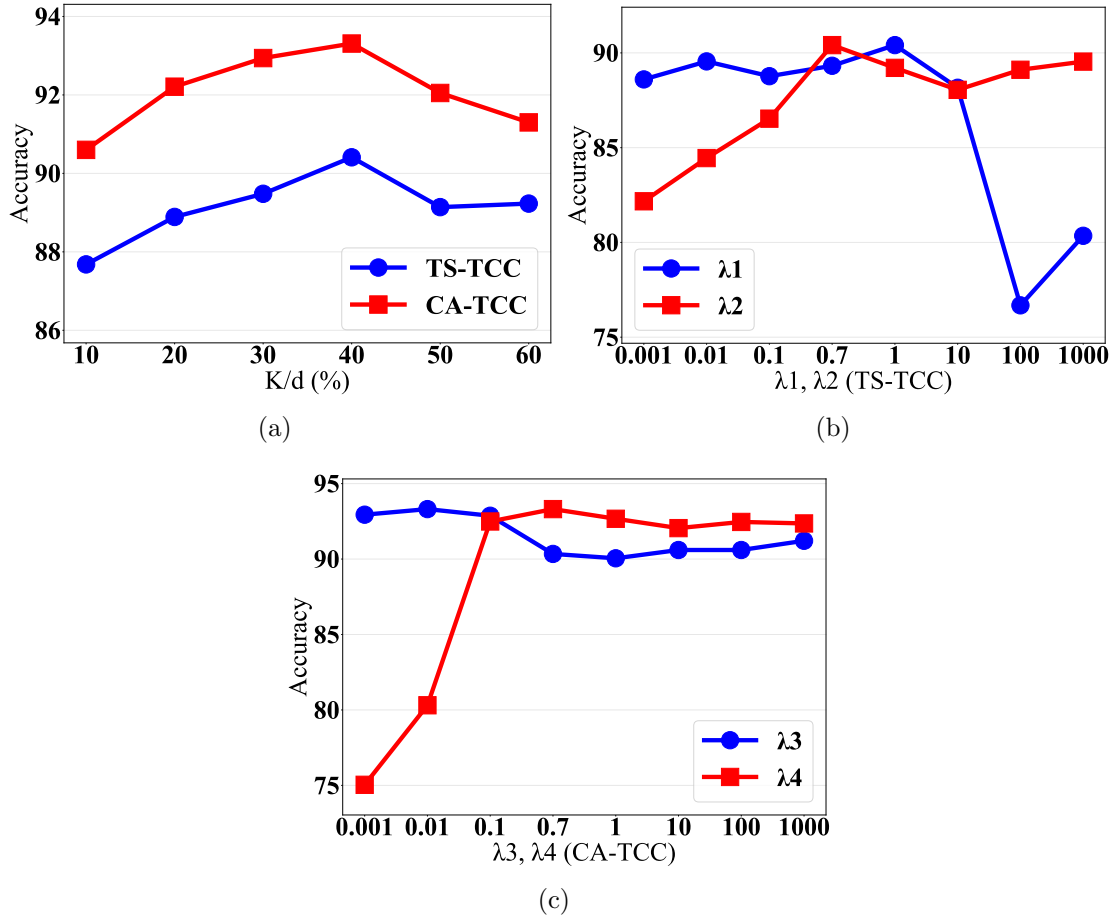 94
92
90
88
86
Accuracy
TS-TCC
CA-TCC
10 20 30 40 50 60
K/d (%)
(a)
90
85
80
75
Accuracy
λ1
λ2
0.001 0.01 0.1 0.7 1 10 100 1000
λ1, λ2 (TS-TCC)
(b)
95
90
85
80
75
Accuracy
λ3
λ4
0.001 0.01 0.1 0.7 1 10 100 1000
λ3, λ4 (CA-TCC)
(c)